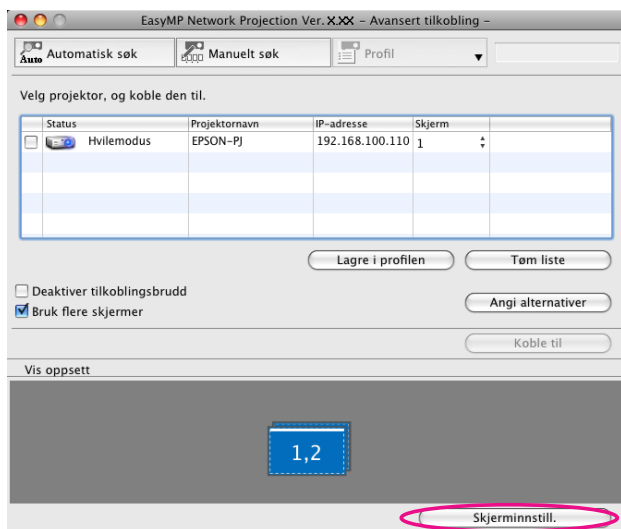 EasyMP Network Projection Ver. X.XX – Avansert tilkobling –
Auto Automatisk søk Manuelt søk Profil
Velg projektor, og koble den til.
Status Projektornavn IP-adresse Skjerm
Hvilemodus EPSON-PJ 192.168.100.110 1
Lagre i profilen Tøm liste
Deaktiver tilkoblingsbrudd
Angi alternativer
Bruk flere skjermer
Koble til
Vis oppsett
1,2
Skjerminnstill.